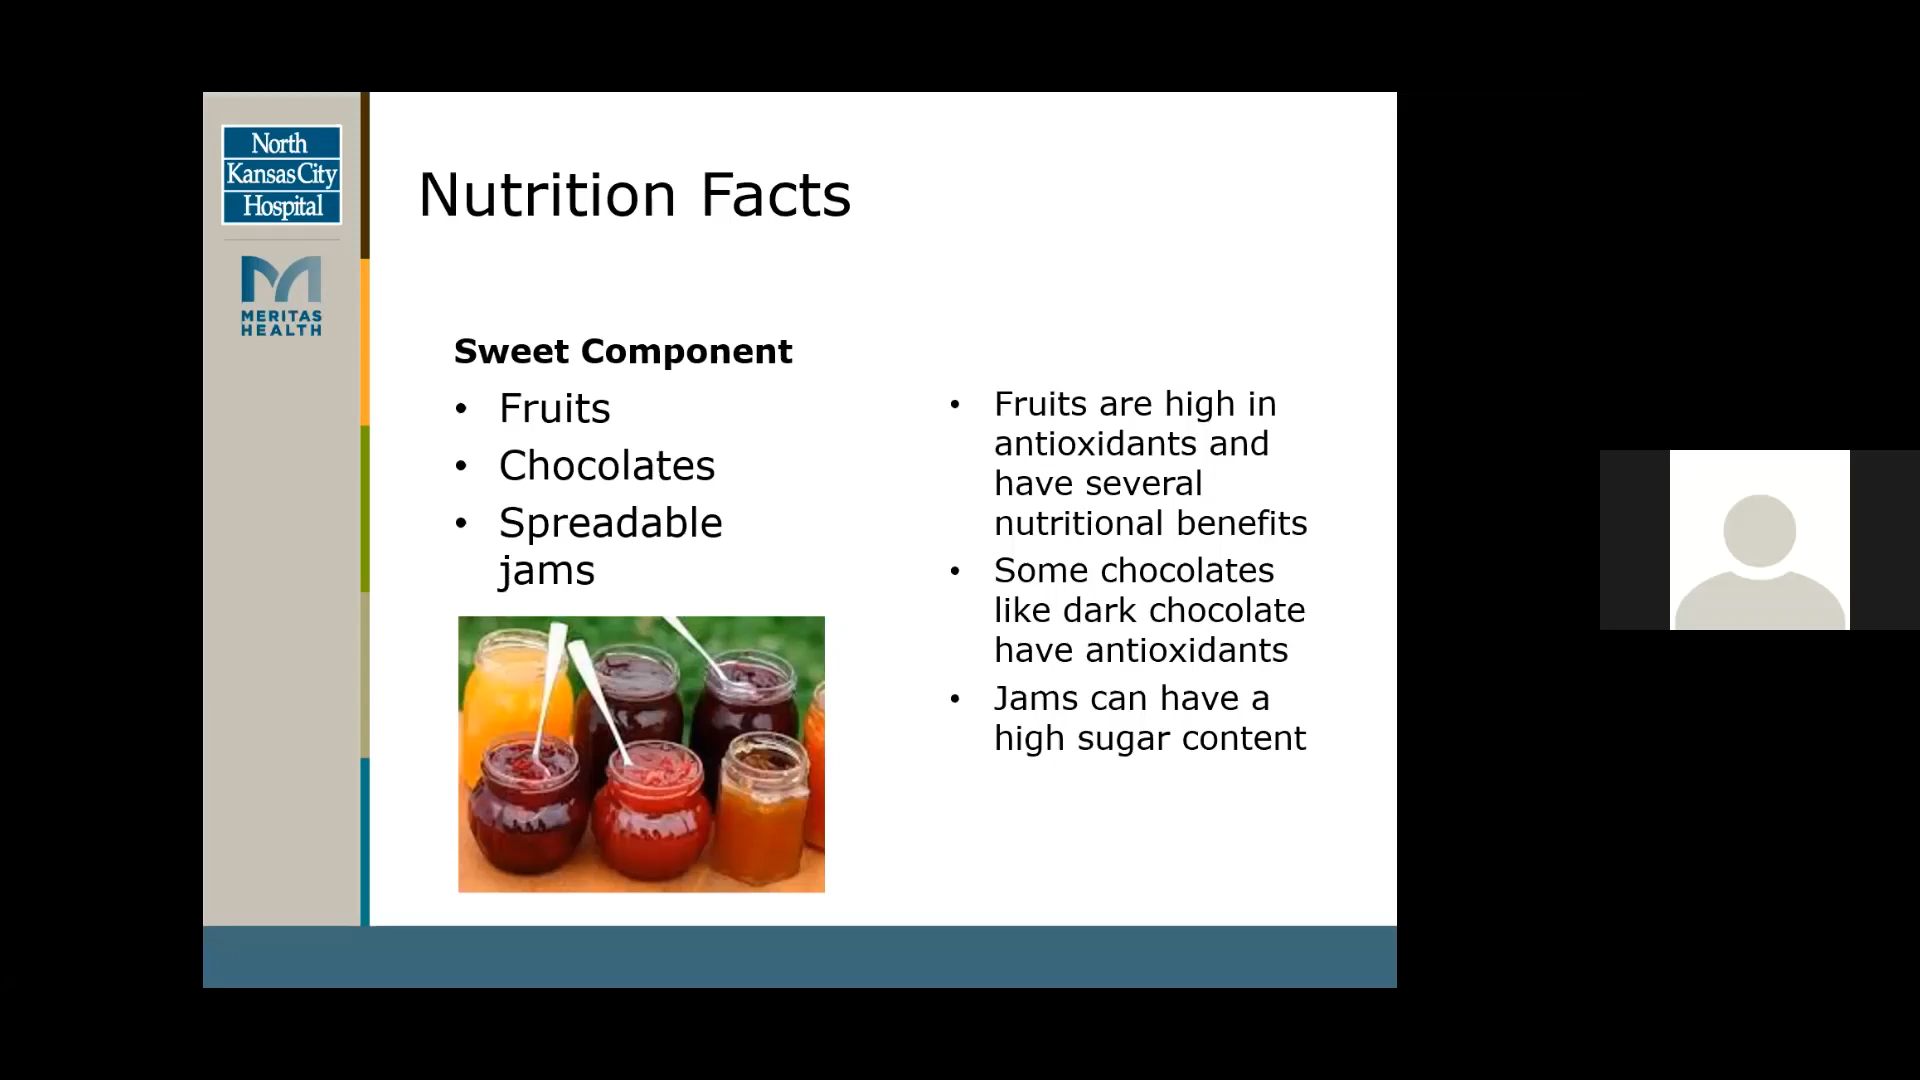 North
Kansas City
Hospital
MERITAS
HEALTH
Nutrition Facts
Sweet Component
• Fruits
• Chocolates
• Spreadable
jams
• Fruits are high in
antioxidants and
have several
nutritional benefits
• Some chocolates
like dark chocolate
have antioxidants
• Jams can have a
high sugar content